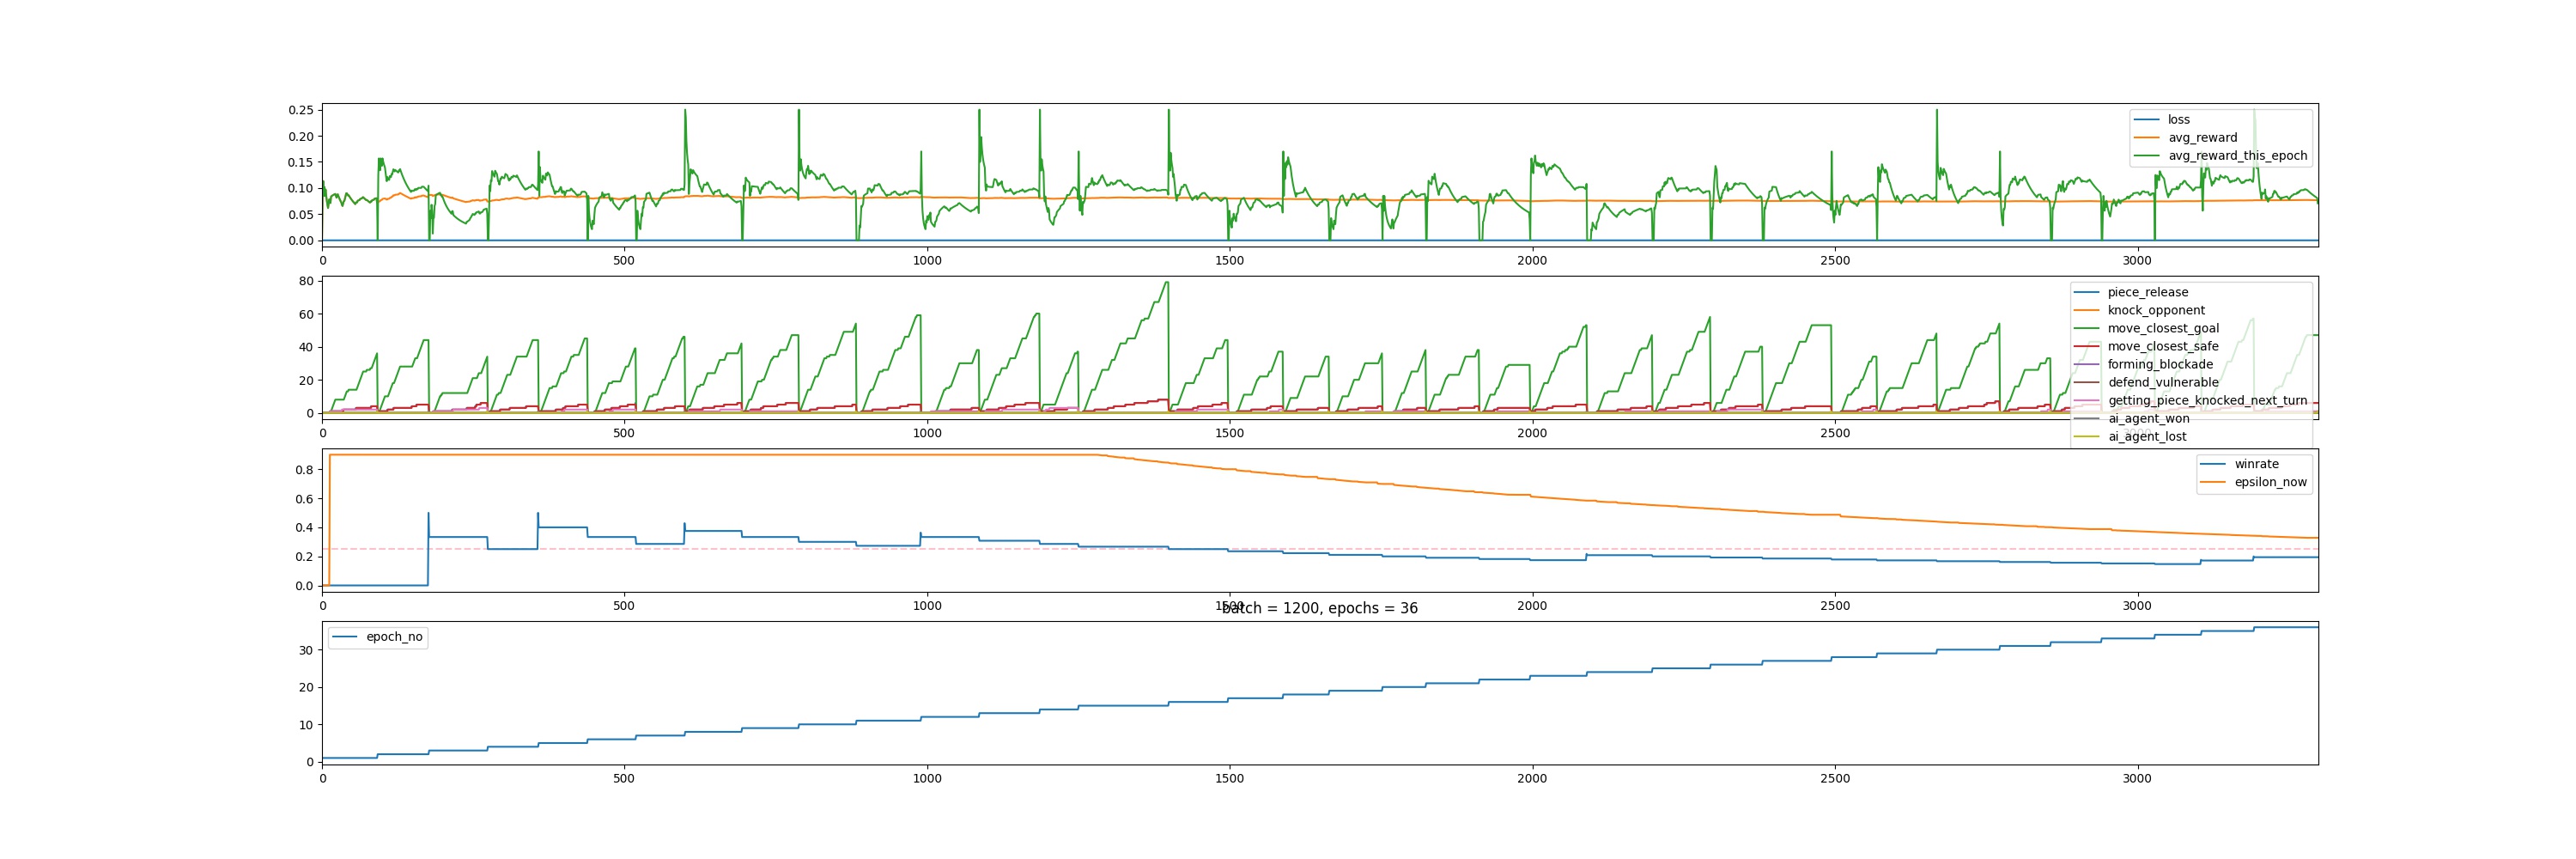 0.25
0.20
0.15
0.10
0.05
0.00
loss
avg_reward
avg_reward_this_epoch
0 500 1000 1500 2000 2500 3000
80
60
40
20
0
piece_release
knock_opponent
move_closest_goal
move_closest_safe
forming_blockade
defend_vulnerable
getting_piece_knocked_next_turn
ai_agent_won
ai_agent_lost
0 500 1000 1500 2000 2500 3000
0.8
0.6
0.4
0.2
0.0
winrate
epsilon_now
0 500 1000 1500 2000 2500 3000
batch = 1200, epochs = 36
30
20
10
0
epoch_no
0 500 1000 1500 2000 2500 3000